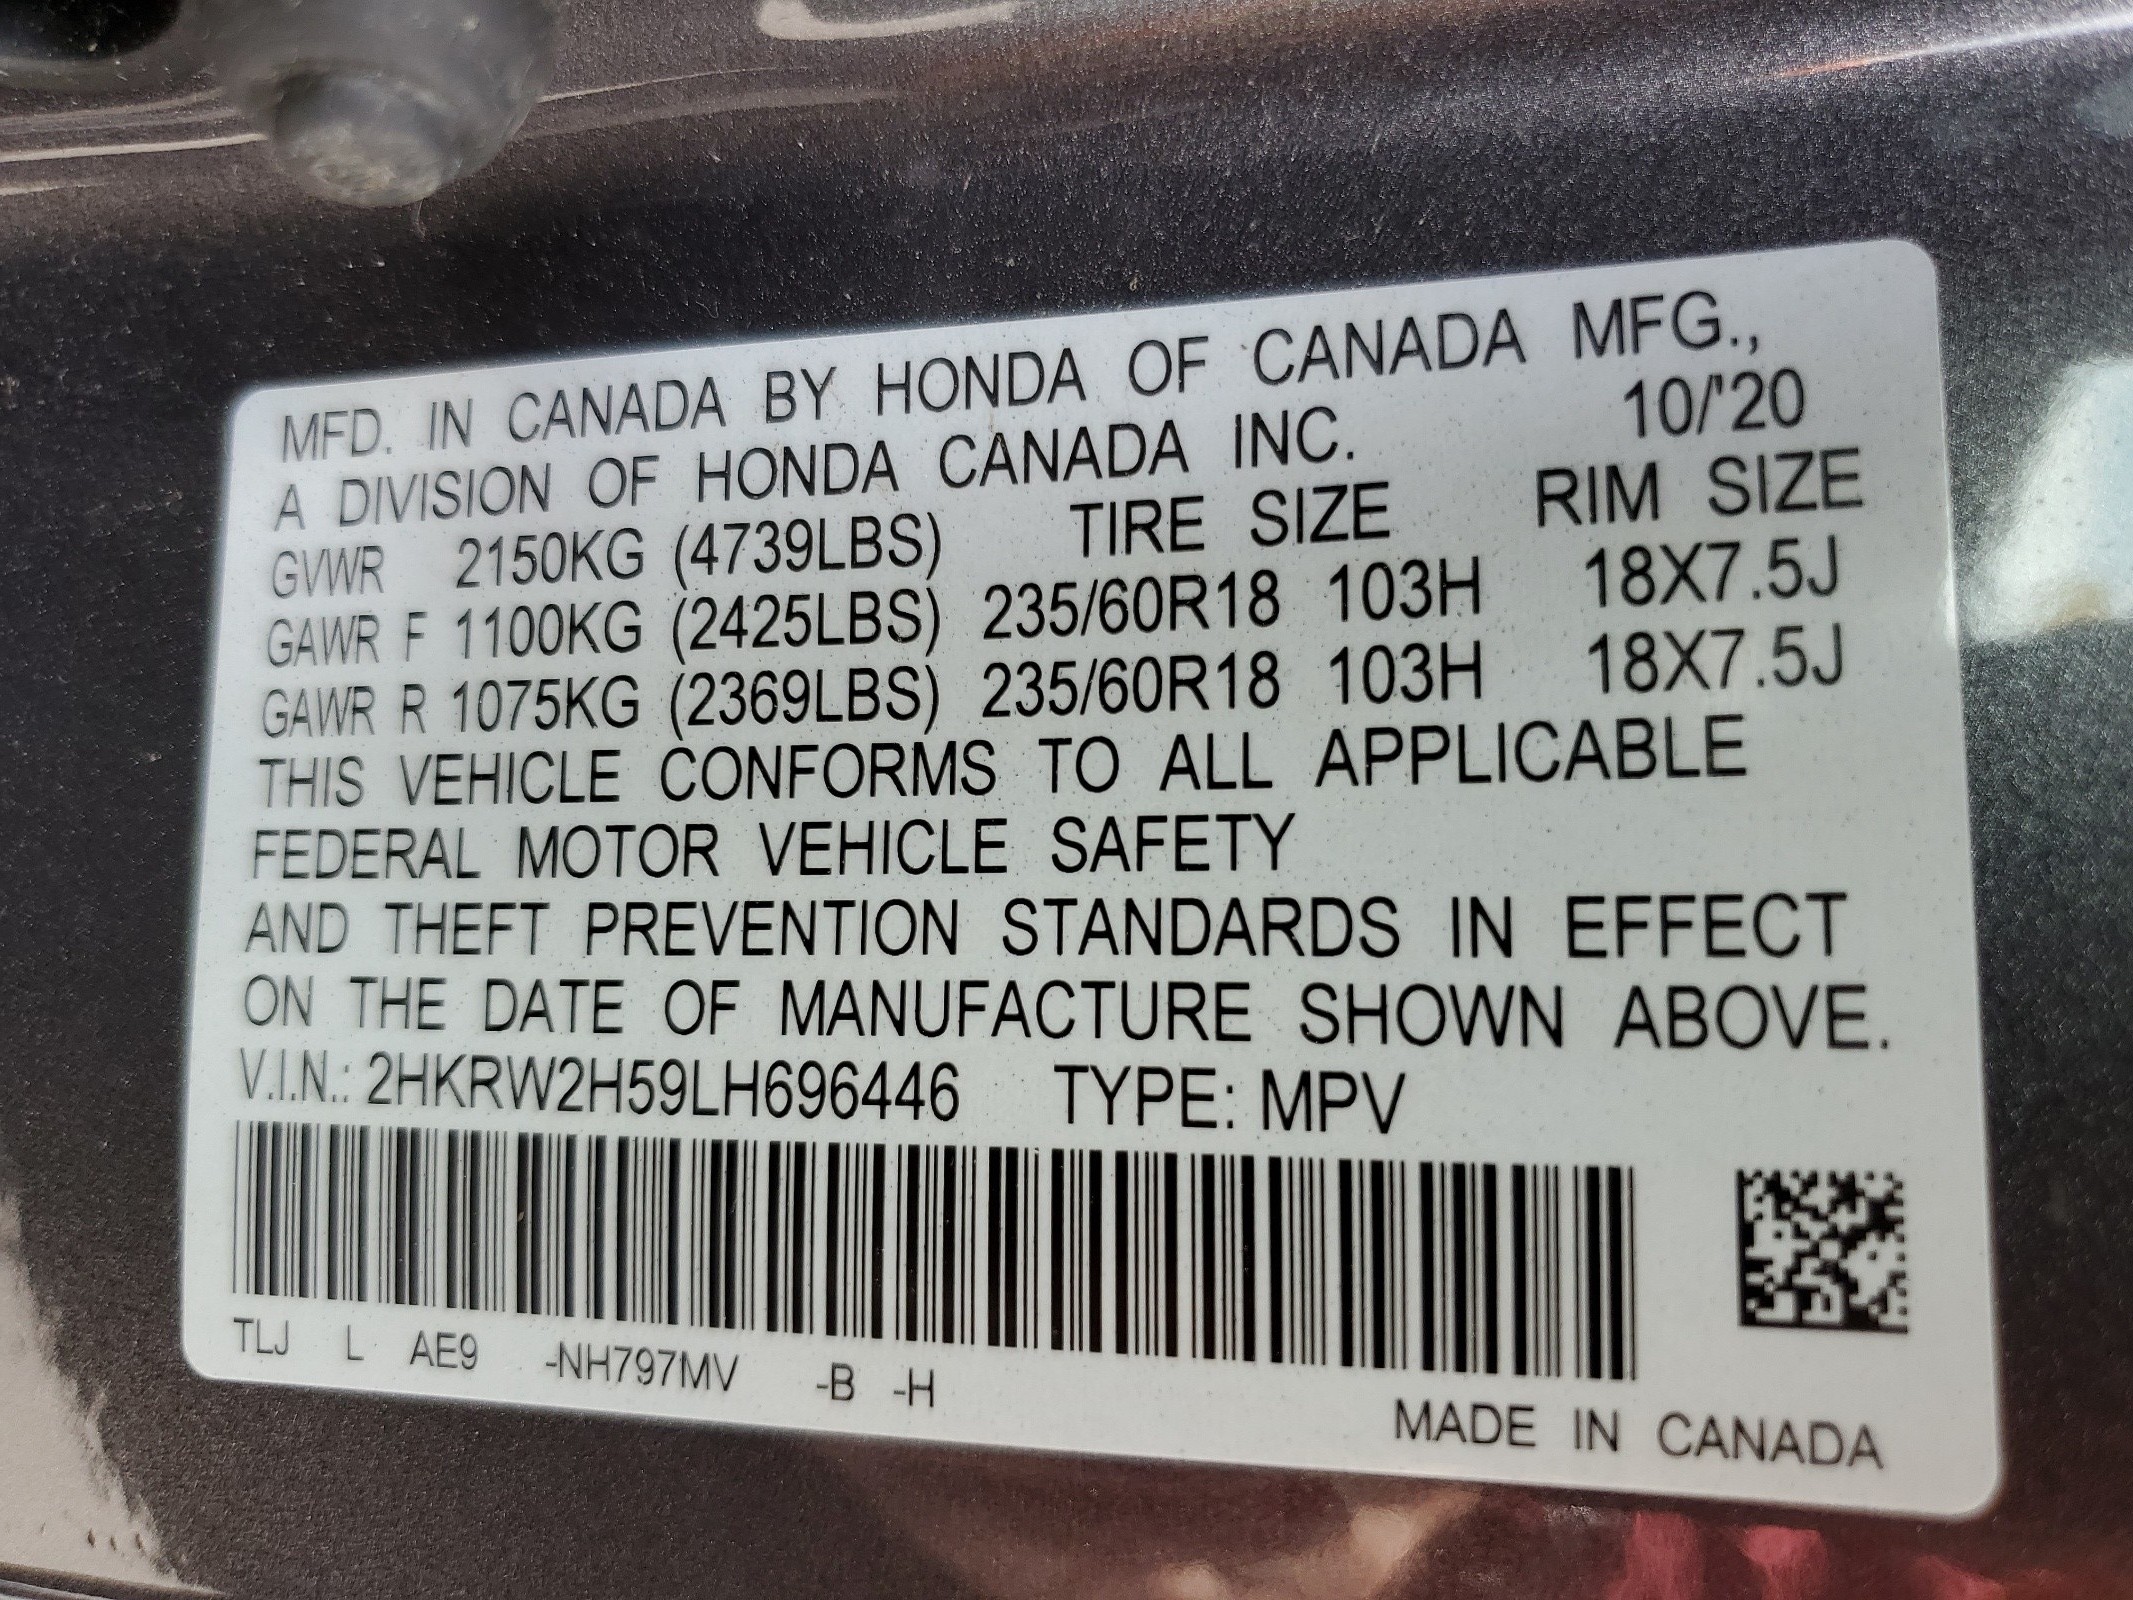 MFD. IN CANADA BY HONDA OF CANADA MFG.,
A DIVISION OF HONDA CANADA INC. 10/'20
GVWR 2150KG (4739LBS) TIRE SIZE RIM SIZE
GAWR F 1100KG (2425LBS) 235/60R18 103H 18X7.5J
GAWR R 1075KG (2369LBS) 235/60R18 103H 18X7.5J
THIS VEHICLE CONFORMS TO ALL APPLICABLE
FEDERAL MOTOR VEHICLE SAFETY
AND THEFT PREVENTION STANDARDS IN EFFECT
ON THE DATE OF MANUFACTURE SHOWN ABOVE.
V.I.N.: 2HKRW2H59LH696446 TYPE: MPV
TLJ L AE9 -NH797MV -B -H
MADE IN CANADA